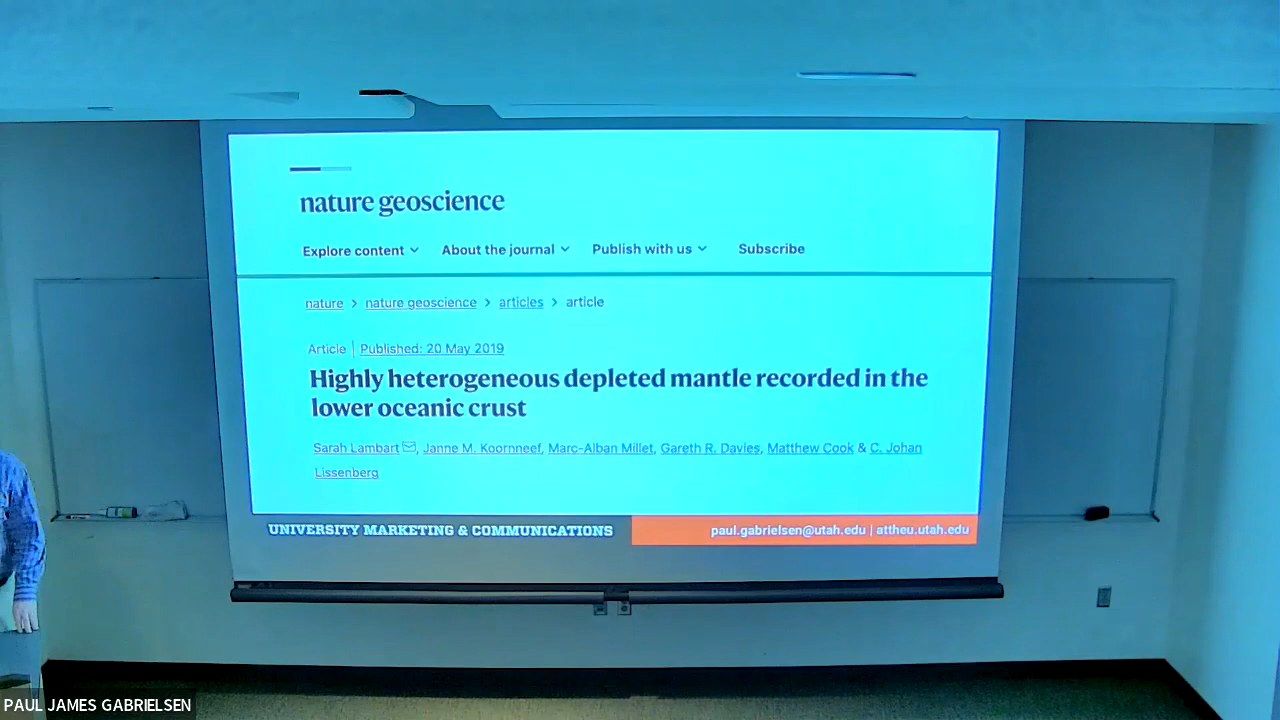 nature geoscience
Explore content About the journal Publish with us Subscribe
nature > nature geoscience > articles > article
Article | Published: 20 May 2019
Highly heterogeneous depleted mantle recorded in the
lower oceanic crust
Sarah Lambart, Janne M. Koornneef, Marc-Alban Millet, Gareth R. Davies, Matthew Cook & C. Johan
Lissenberg
UNIVERSITY MARKETING & COMMUNICATIONS
paul.gabrielsen@utah.edu | attheu.utah.edu
PAUL JAMES GABRIELSEN